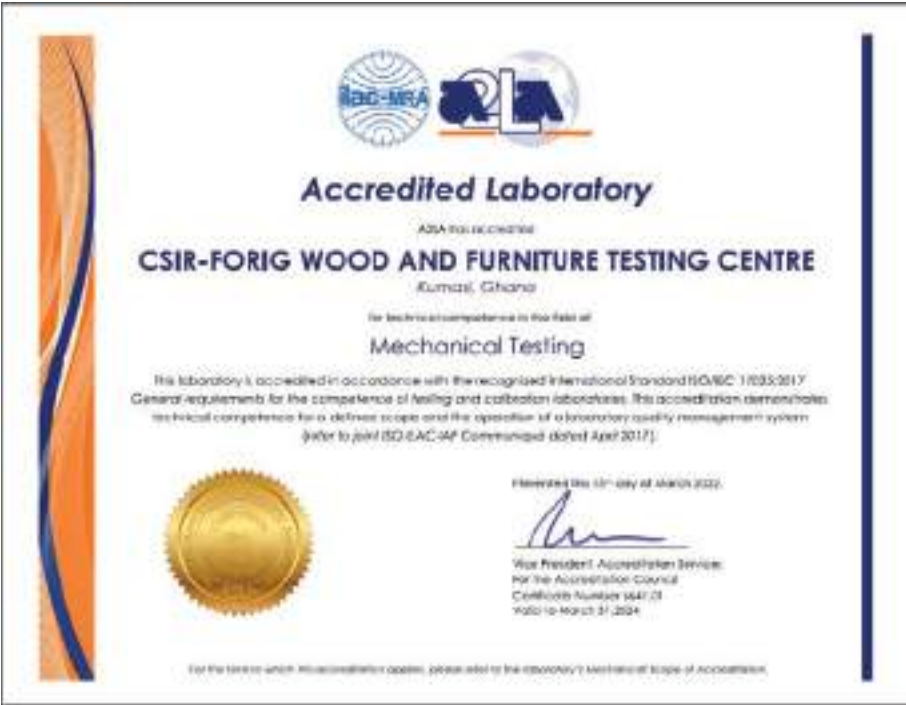 ilac-MRA
A2LA
Accredited Laboratory
A2LA has accredited
CSIR-FORIG WOOD AND FURNITURE TESTING CENTRE
Kumasi, Ghana
for technical competence in the field of
Mechanical Testing
This laboratory is accredited in accordance with the recognized International Standard ISO/IEC 17025:2017
General requirements for the competence of testing and calibration laboratories. This accreditation demonstrates
technical competence for a defined scope and the operation of a laboratory quality management system
(refer to joint ISO-ILAC-IAF Communiqué dated April 2017).
Presented this day of March 2022.
Vice President, Accreditation Services
For the Accreditation Council
Certificate Number
Valid to March 31, 2024
For the tests to which this accreditation applies, please refer to the laboratory's Mechanical Scope of Accreditation.